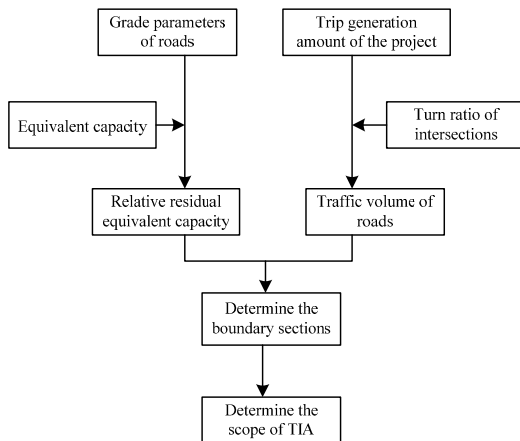 Grade parameters
of roads
Trip generation
amount of the project
Equivalent capacity
Turn ratio of
intersections
Relative residual
equivalent capacity
Traffic volume of
roads
Determine the
boundary sections
Determine the
scope of TIA